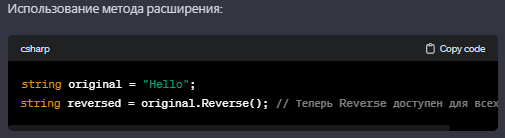 Использование метода расширения:
csharp
Copy code
string original = "Hello";
string reversed = original.Reverse(); // Теперь Reverse доступен для всех